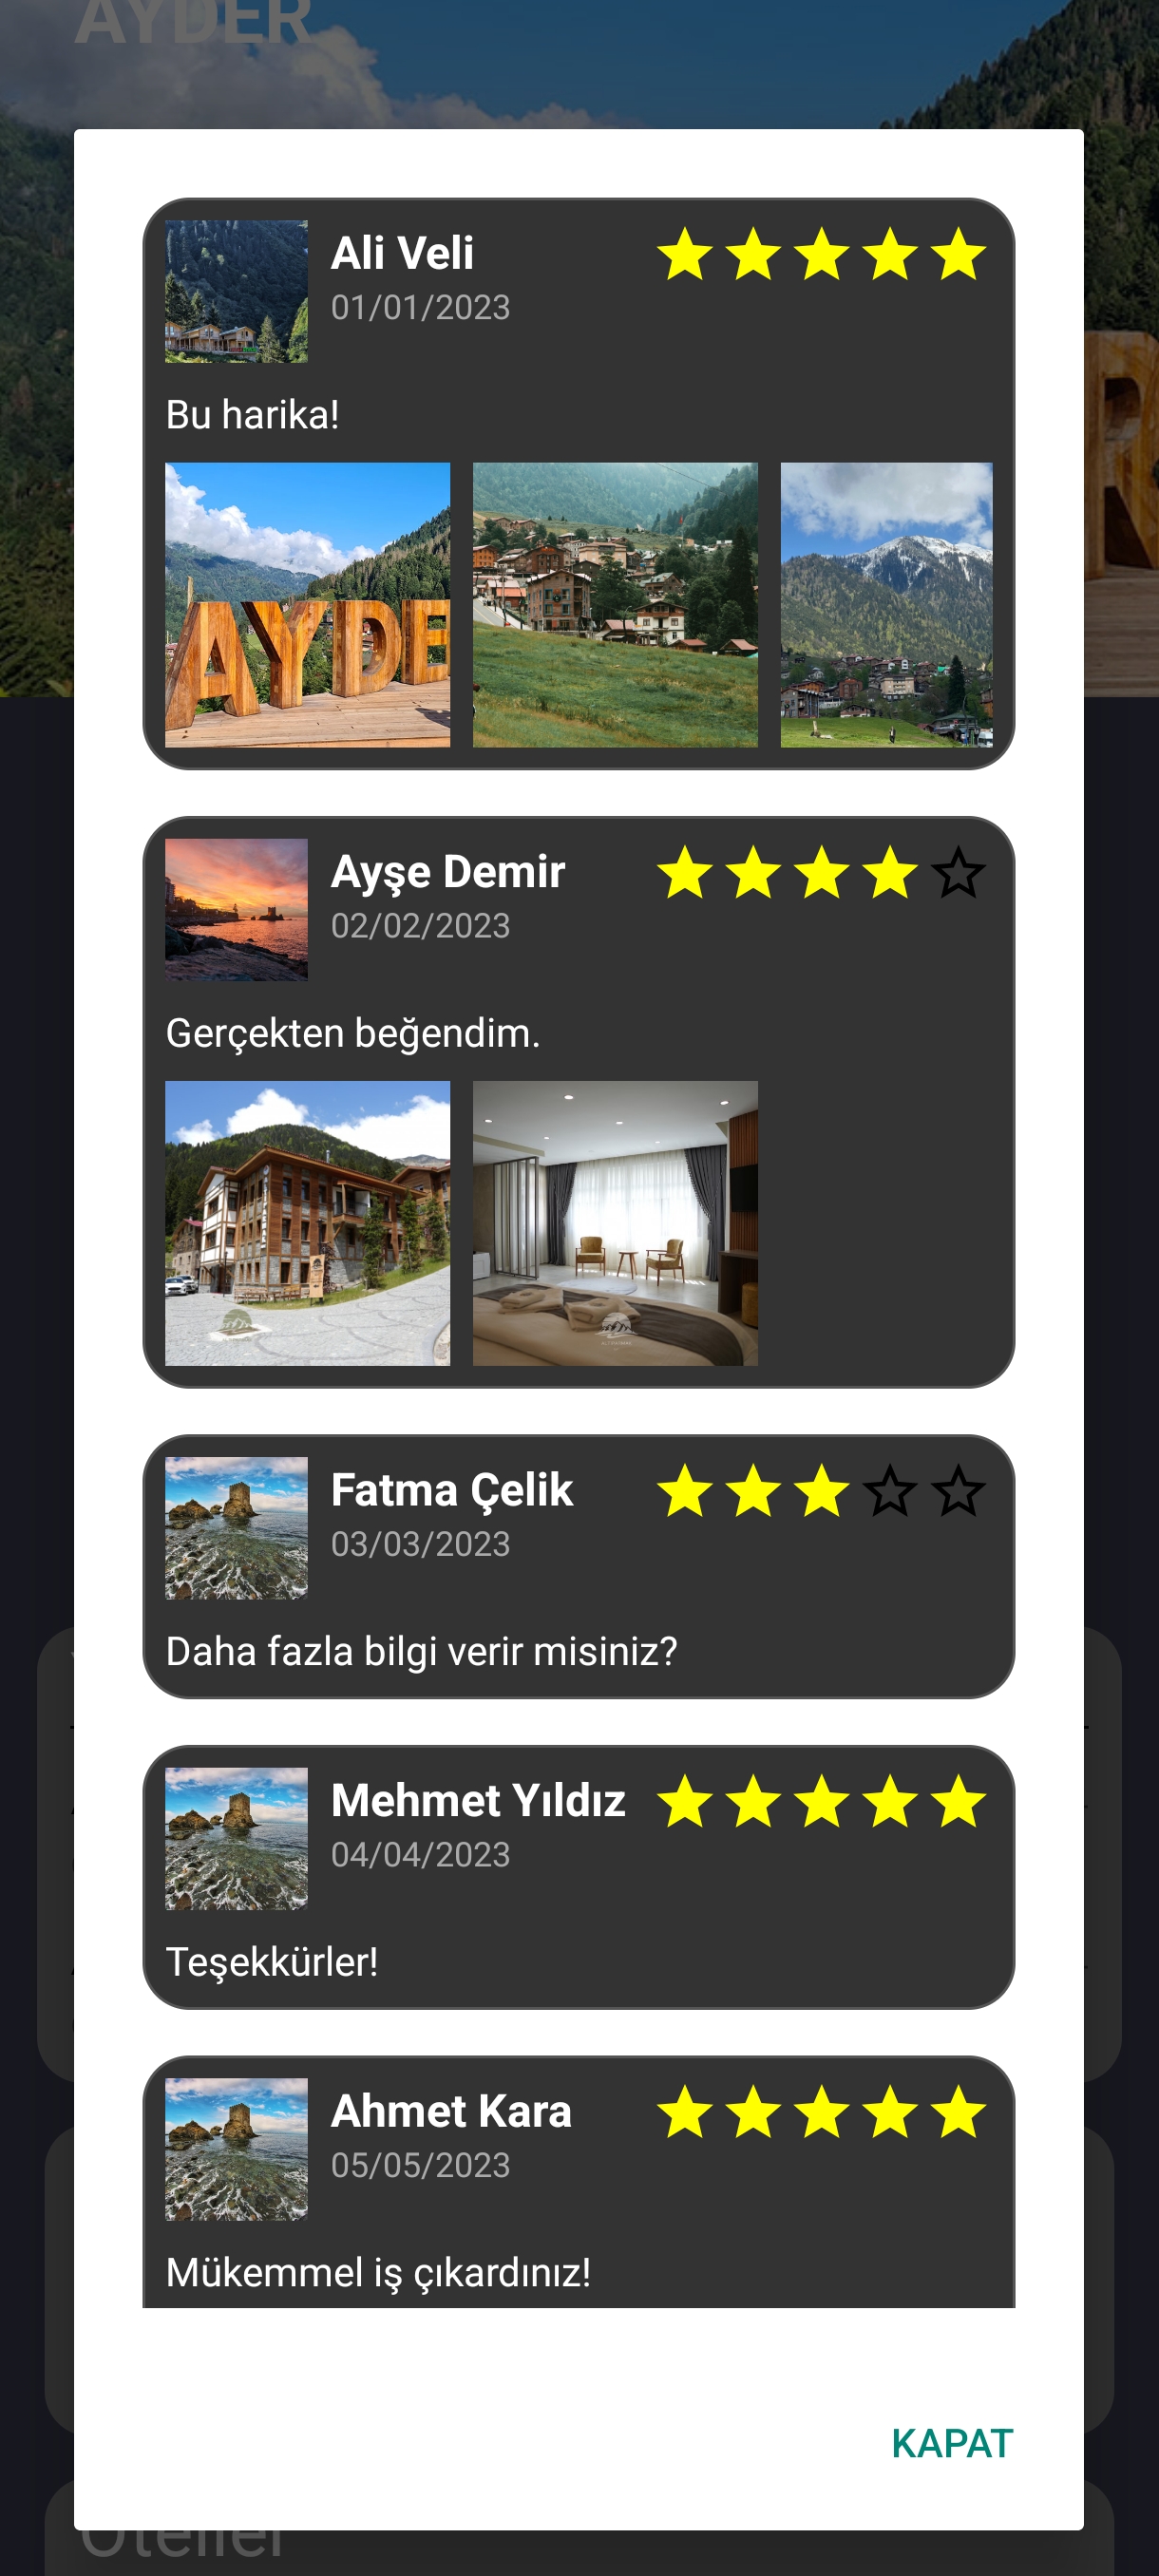 AYDER
Ali Veli
01/01/2023
Bu harika!
AYDE
R
Ayşe Demir
02/02/2023
Gerçekten beğendim.
Fatma Çelik
03/03/2023
Daha fazla bilgi verir misiniz?
Mehmet Yıldız
04/04/2023
Teşekkürler!
Ahmet Kara
05/05/2023
Mükemmel iş çıkardınız!
KAPAT
Oteller